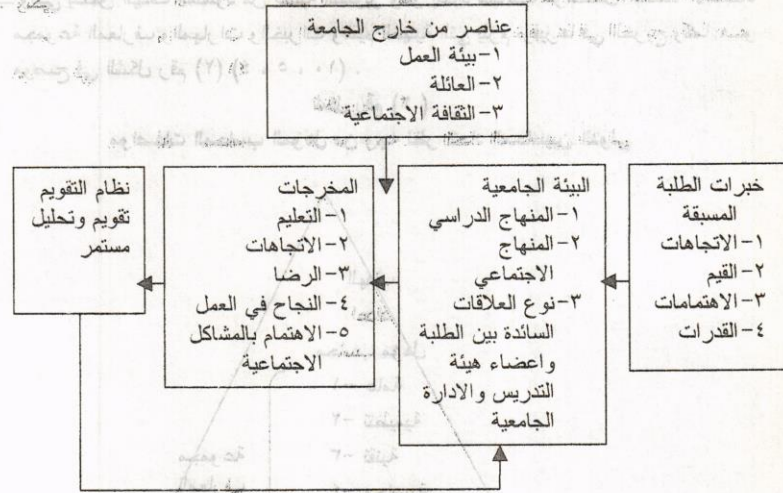 عناصر من خارج الجامعة
١-بيئة العمل
٢-العائلة
٣-الثقافة الاجتماعية
خبرات الطلبة
المسبقة
١-الاتجاهات
٢-القيم
٣-الاهتمامات
٤-القدرات
البيئة الجامعية
١-المنهاج الدراسي
٢-المنهاج
الاجتماعي
٣-نوع العلاقات
السائدة بين الطلبة
واعضاء هيئة
التدريس والادارة
الجامعية
المخرجات
١-التعليم
٢-الاتجاهات
٣-الرضا
٤-النجاح في العمل
٥-الاهتمام بالمشاكل
الاجتماعية
نظام التقويم
تقويم وتحليل
مستمر